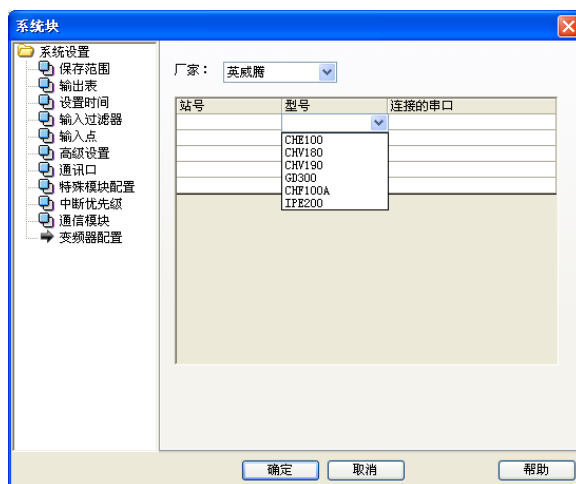 系统块
系统设置
保存范围
输出表
设置时间
输入过滤器
输入点
高级设置
通讯口
特殊模块配置
中断优先级
通信模块
变频器配置
厂家： 英威腾
站号 型号 连接的串口
CHE100
CHV180
CHV190
GD300
CHF100A
IPE200
确定 取消 帮助